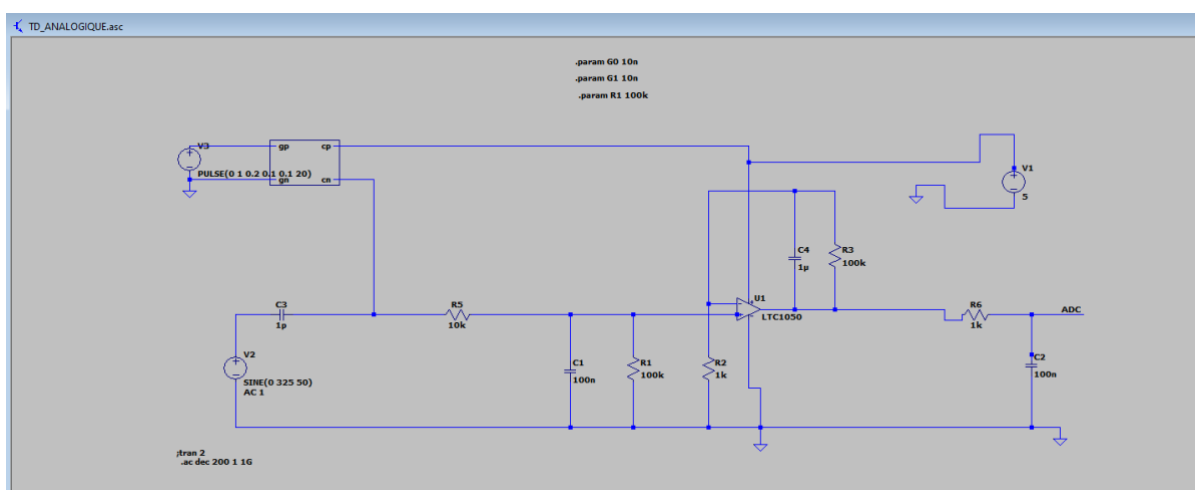 TD_ANALOGIQUE.asc
.param G0 10n
.param G1 10n
.param R1 100k
V3
gp
cp
PULSE(0 1 0.2 0.1 0.1 20)
gn
cn
V1
5
C4
1µ
R3
100k
C3
1p
R5
10k
U1
LTC1050
R6
1k
ADC
V2
SINE(0 325 50)
AC 1
C1
100n
R1
100k
R2
1k
C2
100n
;tran 2
.ac dec 200 1 1G